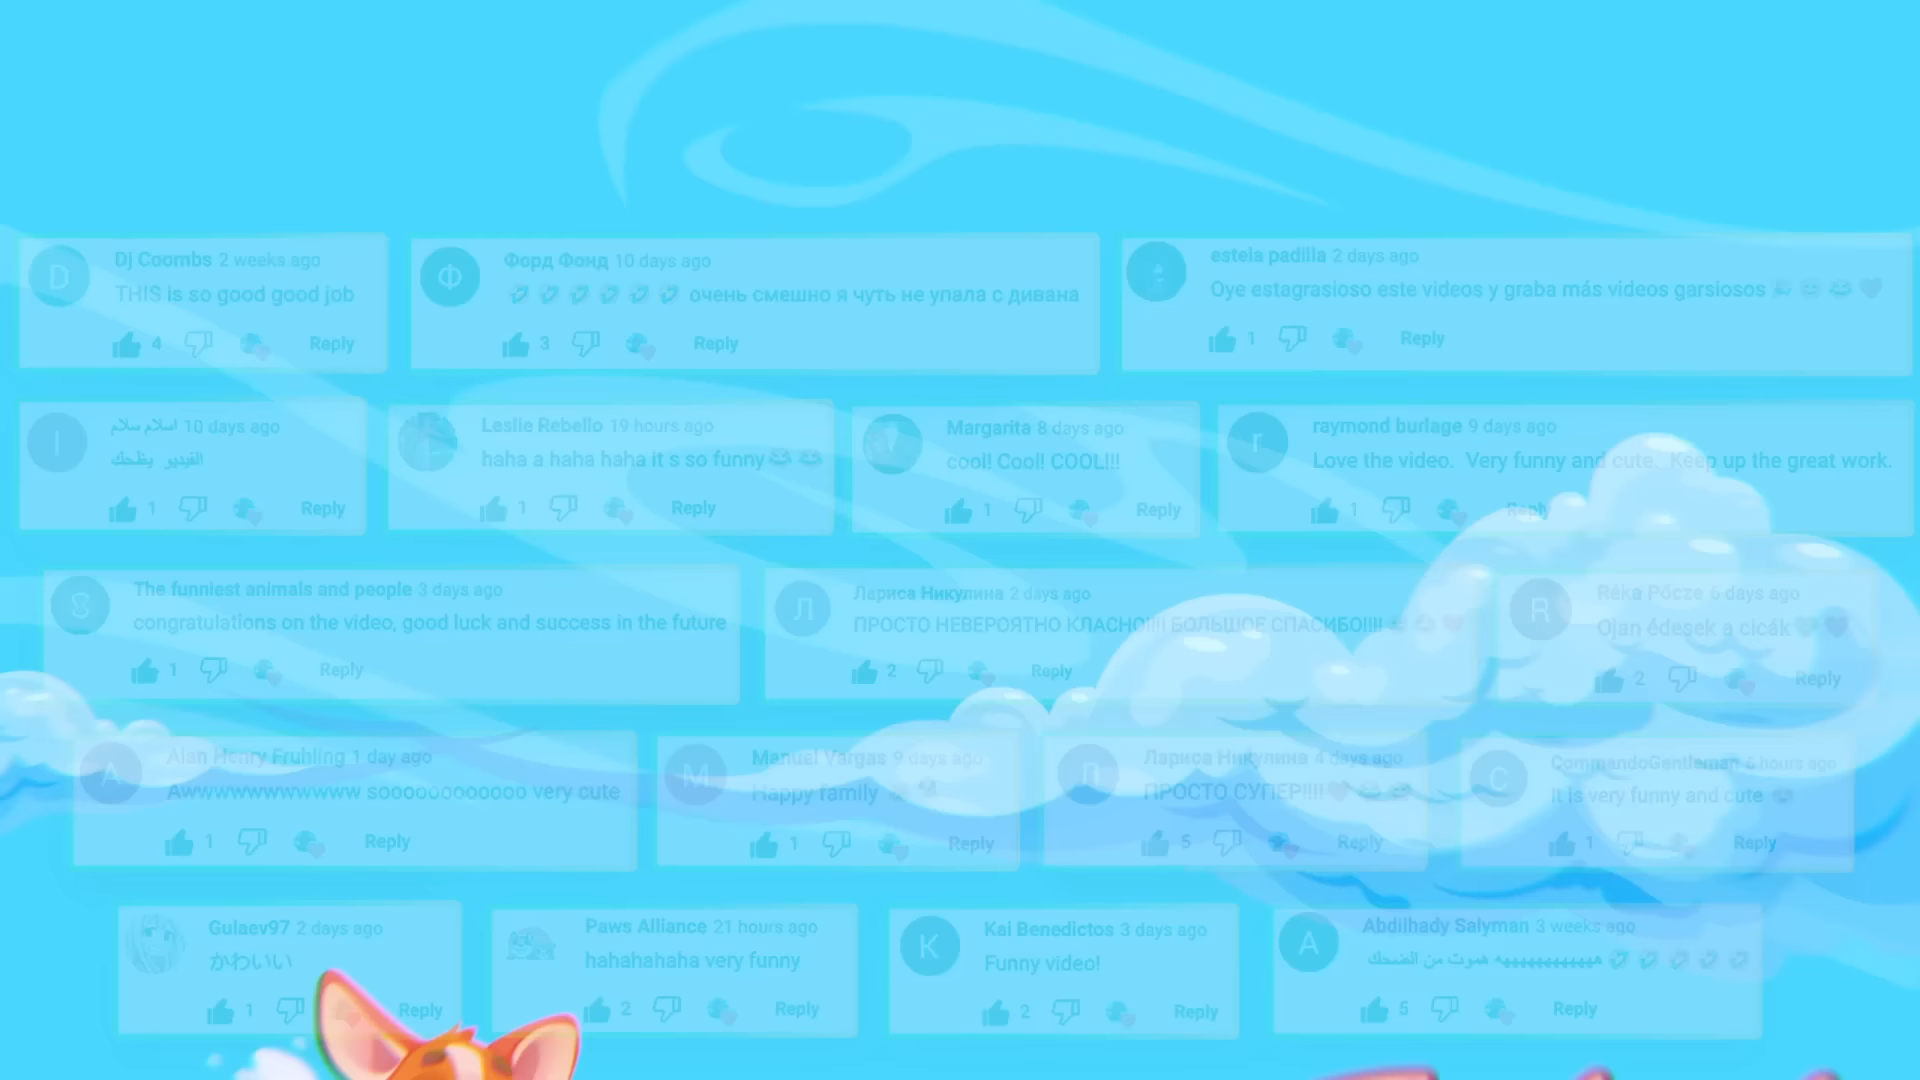 Dj Coombs 2 weeks ago
THIS is so good good job
4 Reply
Форд Фонд 10 days ago
🤣🤣🤣🤣🤣🤣 очень смешно я чуть не упала с дивана
3 Reply
estela padilla 2 days ago
Oye estagrasioso este videos y graba más videos garsiosos
1 Reply
اسلام سلام 10 days ago
الفيديو يظحك
1 Reply
Leslie Rebello 19 hours ago
haha a haha haha it s so funny😂😂
1 Reply
Margarita 8 days ago
cool! Cool! COOL!!!
1 Reply
raymond burlage 9 days ago
Love the video. Very funny and cute. Keep up the great work.
1 Reply
The funniest animals and people 3 days ago
congratulations on the video, good luck and success in the future
1 Reply
Лариса Никулина 2 days ago
ПРОСТО НЕВЕРОЯТНО КЛАСНО!!!! БОЛЬШОЕ СПАСИБО!!!!
2 Reply
Réka Pőcze 6 days ago
Ojan édesek a cicák
2 Reply
Alan Henry Fruhling 1 day ago
Awwwwwwwwwww soooooooooooo very cute
1 Reply
Manuel Vargas 9 days ago
Happy family
1 Reply
Лариса Никулина 4 days ago
ПРОСТО СУПЕР!!!!
5 Reply
CommandoGentleman 6 hours ago
It is very funny and cute
1 Reply
Gulaev97 2 days ago
かわいい
1 Reply
Paws Alliance 21 hours ago
hahahahaha very funny
2 Reply
Kai Benedictos 3 days ago
Funny video!
2 Reply
Abdilhady Salyman 3 weeks ago
ههههههههههههه هموت من الضحك 🤣🤣🤣🤣🤣
5 Reply